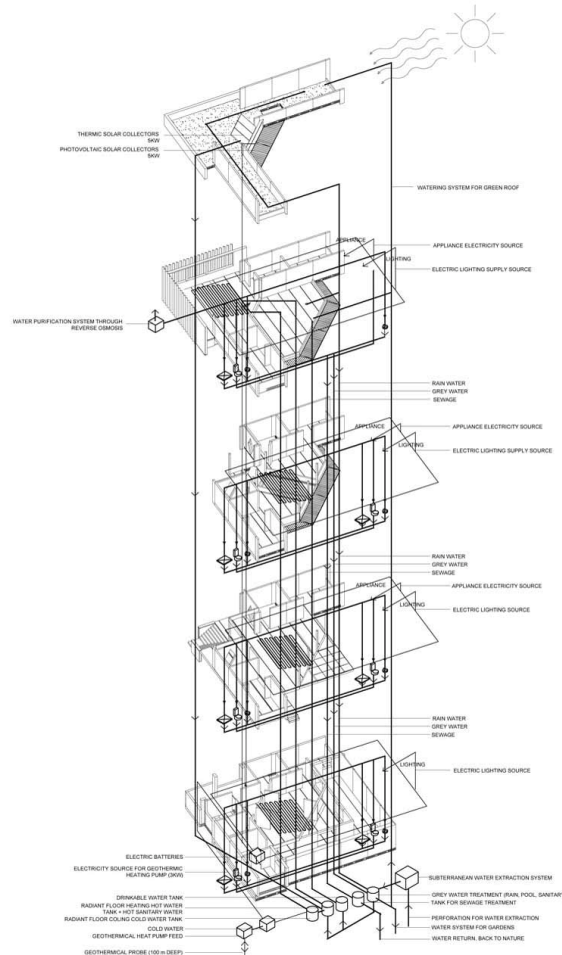 THERMIC SOLAR COLLECTORS
5KW
PHOTOVOLTAIC SOLAR COLLECTORS
5KW
WATERING SYSTEM FOR GREEN ROOF
APPLIANCE
APPLIANCE ELECTRICITY SOURCE
LIGHTING
ELECTRIC LIGHTING SUPPLY SOURCE
WATER PURIFICATION SYSTEM THROUGH
REVERSE OSMOSIS
RAIN WATER
GREY WATER
SEWAGE
APPLIANCE
APPLIANCE ELECTRICITY SOURCE
LIGHTING
ELECTRIC LIGHTING SUPPLY SOURCE
RAIN WATER
GREY WATER
SEWAGE
APPLIANCE
APPLIANCE ELECTRICITY SOURCE
LIGHTING
ELECTRIC LIGHTING SOURCE
RAIN WATER
GREY WATER
SEWAGE
LIGHTING
ELECTRIC LIGHTING SOURCE
ELECTRIC BATTERIES
ELECTRICITY SOURCE FOR GEOTHERMIC
HEATING PUMP (3KW)
DRINKABLE WATER TANK
RADIANT FLOOR HEATING HOT WATER
TANK + HOT SANITARY WATER
RADIANT FLOOR COLING COLD WATER TANK
COLD WATER
GEOTHERMICAL HEAT PUMP FEED
GEOTHERMICAL PROBE (100 m DEEP)
SUBTERRANEAN WATER EXTRACTION SYSTEM
GREY WATER TREATMENT (RAIN, POOL, SANITAR
TANK FOR SEWAGE TREATMENT
PERFORATION FOR WATER EXTRACTION
WATER SYSTEM FOR GARDENS
WATER RETURN, BACK TO NATURE